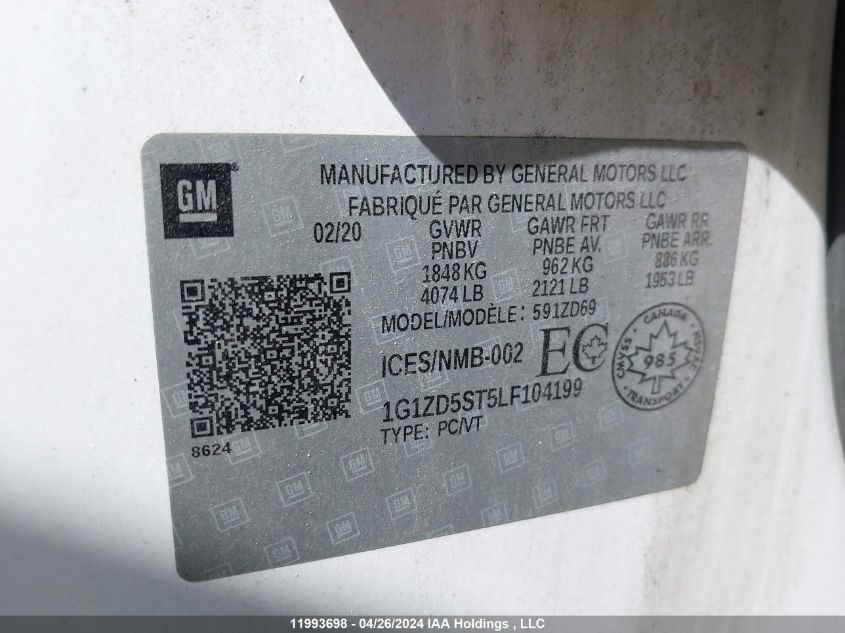 GM®
MANUFACTURED BY GENERAL MOTORS LLC
FABRIQUÉ PAR GENERAL MOTORS LLC
02/20 GVWR GAWR FRT GAWR RR
PNBV PNBE AV. PNBE ARR.
1848 KG 962 KG 886 KG
4074 LB 2121 LB 1953 LB
MODEL/MODÈLE: 591ZD69
ICES/NMB-002 EC
CANADA
CMVSS 985 NSVAC
TRANSPORT
1G1ZD5ST5LF104199
TYPE: PC/VT
8624
11993698 - 04/26/2024 IAA Holdings , LLC